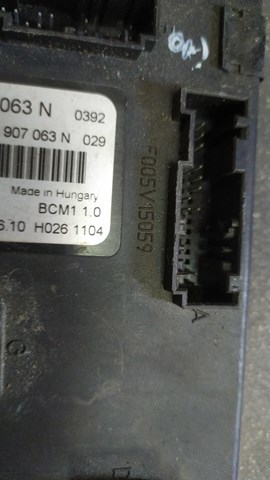 063 N 0392
907 063 N 029
Made in Hungary
BCM1 1.0
6.10 H026 1104
F005V15059
A
G
D